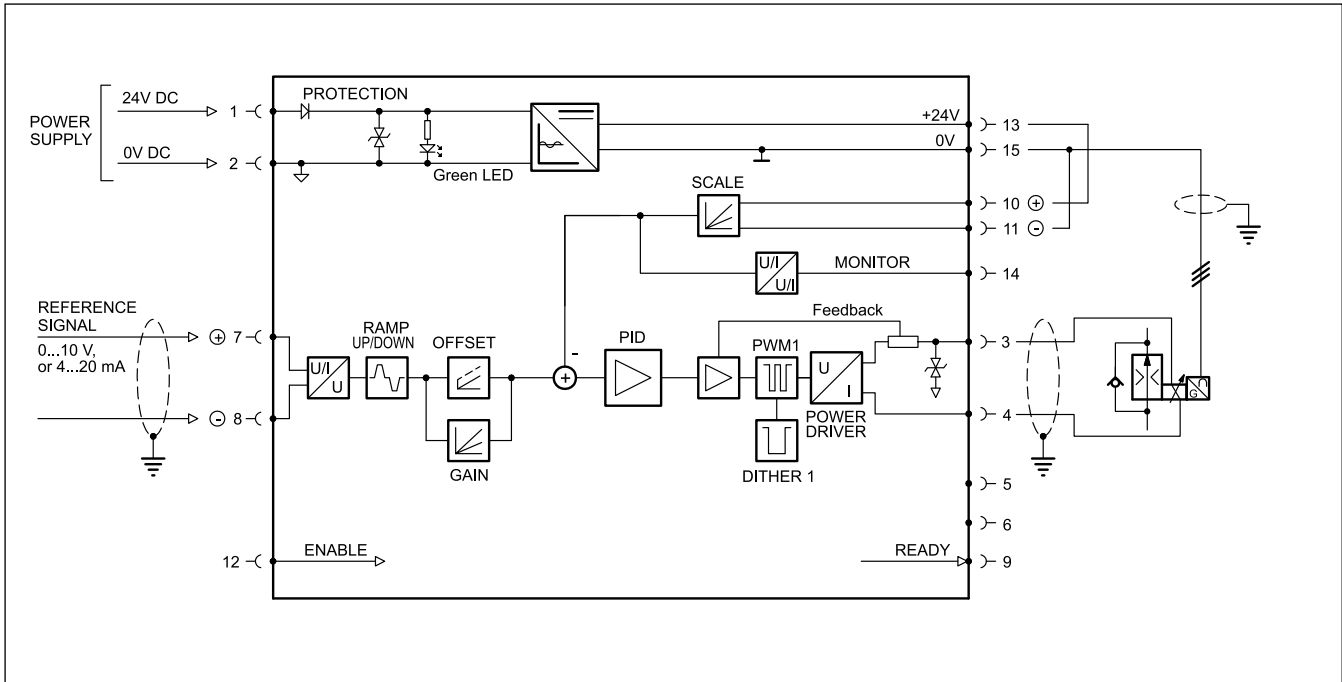 POWER
SUPPLY
24V DC
1
0V DC
2
PROTECTION
Green LED
+24V
13
0V
15
SCALE
10 +
11 -
U/I
U/I
MONITOR
14
REFERENCE
SIGNAL
0...10 V,
or 4...20 mA
+ 7
- 8
U/I
U
RAMP
UP/DOWN
OFFSET
GAIN
-
+
PID
Feedback
PWM1
DITHER 1
U
I
POWER
DRIVER
3
4
G
5
6
12
ENABLE
READY
9